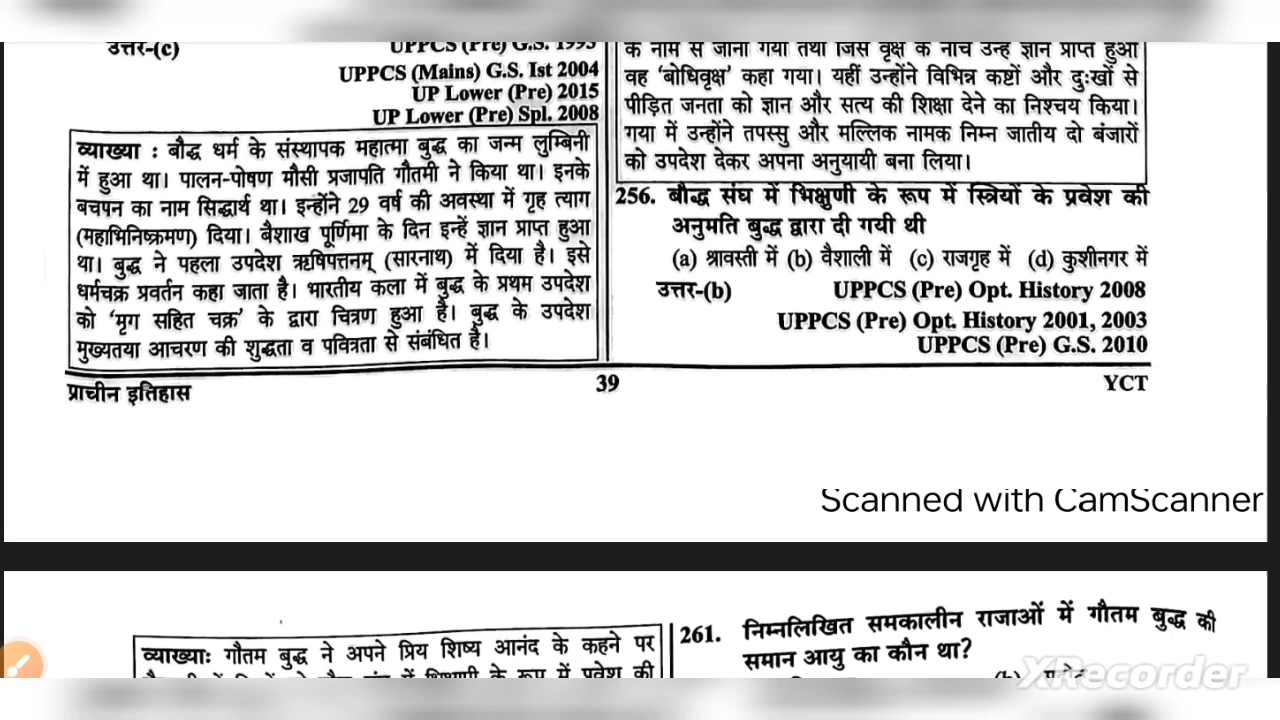 उत्तर-(c)
UPPCS (Pre) G.S. 1993
UPPCS (Mains) G.S. Ist 2004
UP Lower (Pre) 2015
UP Lower (Pre) Spl. 2008
व्याख्या : बौद्ध धर्म के संस्थापक महात्मा बुद्ध का जन्म लुम्बिनी
में हुआ था। पालन-पोषण मौसी प्रजापति गौतमी ने किया था। इनके
बचपन का नाम सिद्धार्थ था। इन्होंने 29 वर्ष की अवस्था में गृह त्याग
(महाभिनिष्क्रमण) दिया। बैशाख पूर्णिमा के दिन इन्हें ज्ञान प्राप्त हुआ
था। बुद्ध ने पहला उपदेश ऋषिपत्तनम् (सारनाथ) में दिया है। इसे
धर्मचक्र प्रवर्तन कहा जाता है। भारतीय कला में बुद्ध के प्रथम उपदेश
को ‘मृग सहित चक्र’ के द्वारा चित्रण हुआ है। बुद्ध के उपदेश
मुख्यतया आचरण की शुद्धता व पवित्रता से संबंधित है।
के नाम से जाना गया तथा जिस वृक्ष के नीचे उन्हें ज्ञान प्राप्त हुआ
वह ‘बोधिवृक्ष’ कहा गया। यहीं उन्होंने विभिन्न कष्टों और दुःखों से
पीड़ित जनता को ज्ञान और सत्य की शिक्षा देने का निश्चय किया।
गया में उन्होंने तपस्सु और मल्लिक नामक निम्न जातीय दो बंजारों
को उपदेश देकर अपना अनुयायी बना लिया।
256. बौद्ध संघ में भिक्षुणी के रूप में स्त्रियों के प्रवेश की
अनुमति बुद्ध द्वारा दी गयी थी
(a) श्रावस्ती में (b) वैशाली में (c) राजगृह में (d) कुशीनगर में
उत्तर-(b) UPPCS (Pre) Opt. History 2008
UPPCS (Pre) Opt. History 2001, 2003
UPPCS (Pre) G.S. 2010
प्राचीन इतिहास 39 YCT
Scanned with CamScanner
व्याख्याः गौतम बुद्ध ने अपने प्रिय शिष्य आनंद के कहने पर
भिक्षुणी के रूप में प्रवेश की
261. निम्नलिखित समकालीन राजाओं में गौतम बुद्ध की
समान आयु का कौन था?
XRecorder